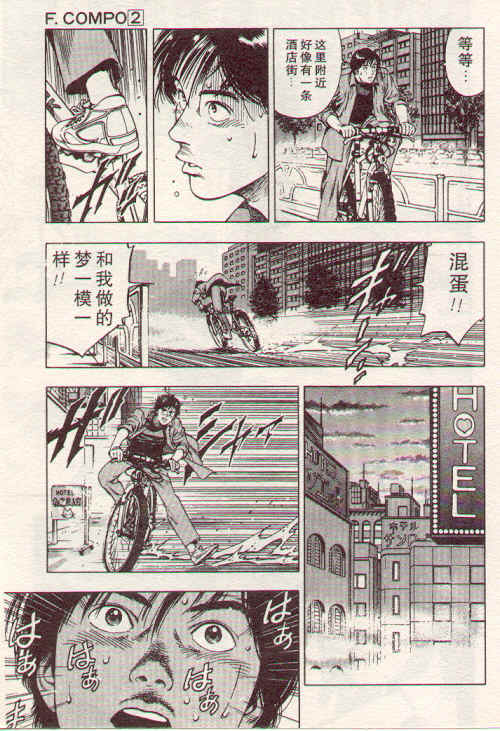 F. COMPO 2
等等…
这里附近
好像有一条
酒店街…
混蛋!!
和我做的
梦一模一
样!!
HOTEL
HOTEL
はぁ
はぁ
はぁ
はぁ